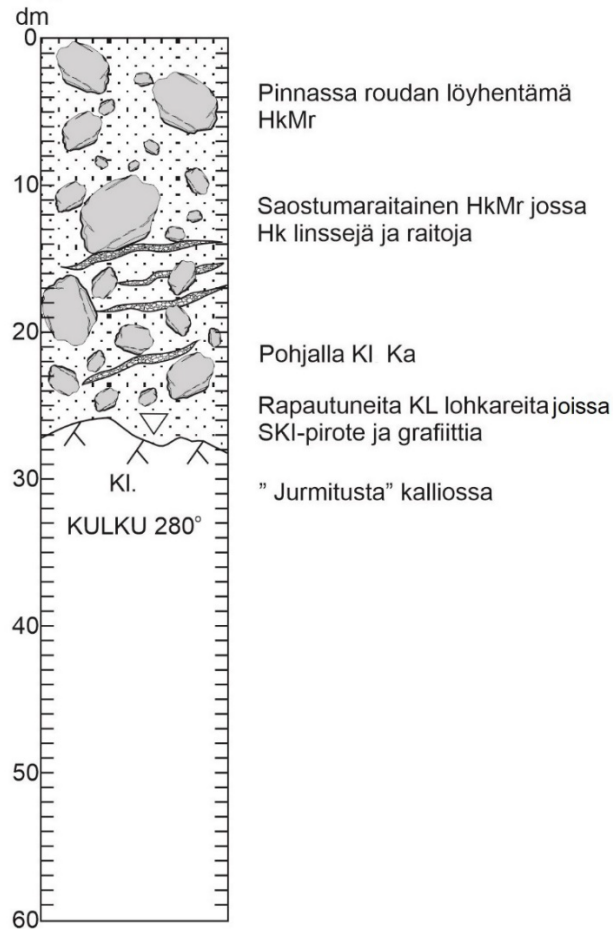 dm
0
Pinnassa roudan löyhentämä
HkMr
10
Saostumaraitainen HkMr jossa
Hk linssejä ja raitoja
20
Pohjalla Kl Ka
Rapautuneita KL lohkareita joissa
SKI-pirote ja grafiittia
30
Kl.
" Jurmitusta" kalliossa
KULKU 280°
40
50
60